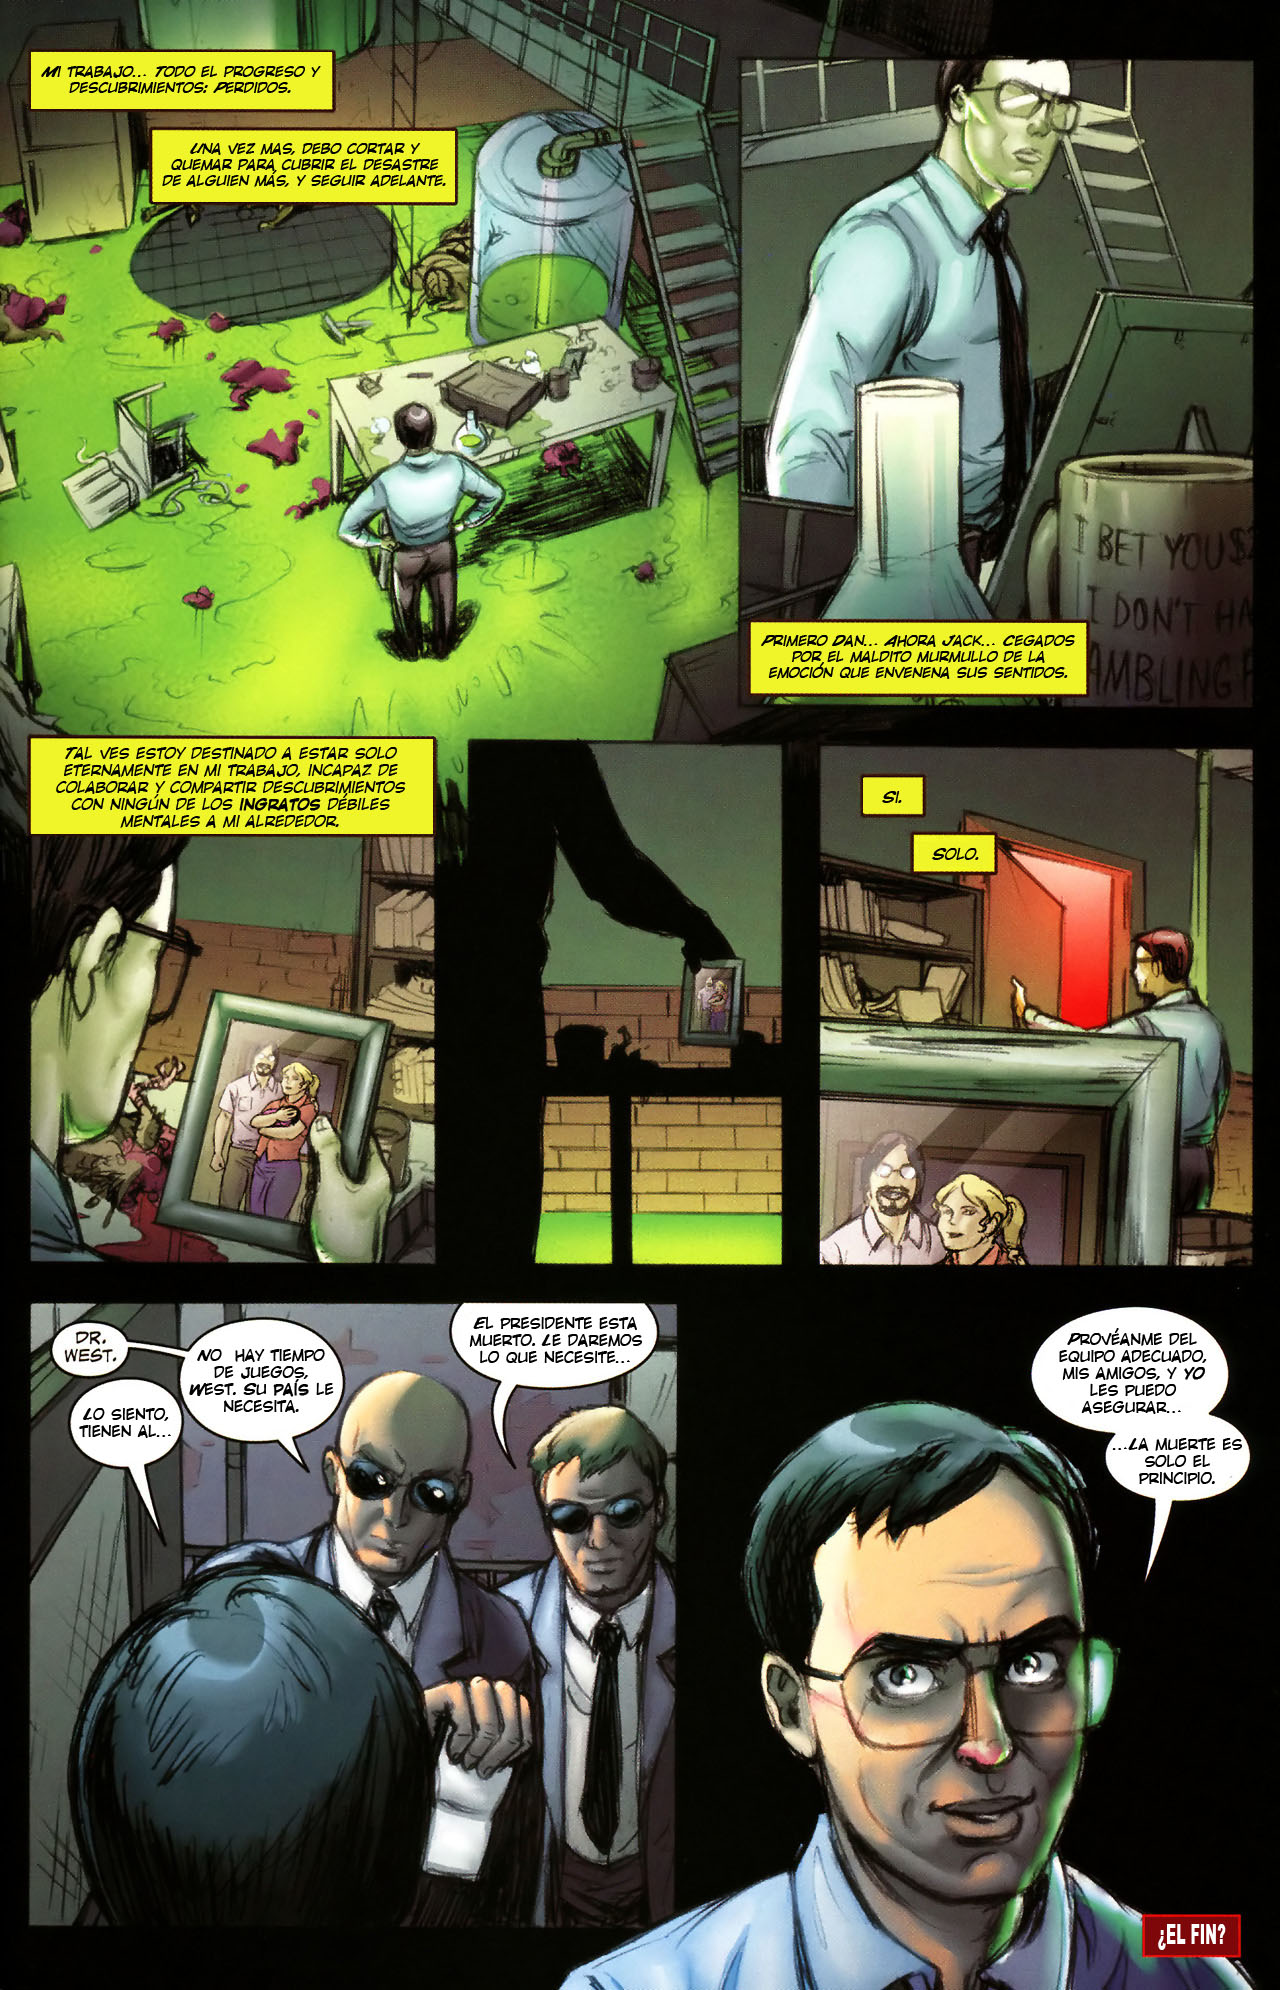 MI TRABAJO... TODO EL PROGRESO Y
DESCUBRIMIENTOS: PERDIDOS.
UNA VEZ MAS, DEBO CORTAR Y
QUEMAR PARA CUBRIR EL DESASTRE
DE ALGUIEN MÁS, Y SEGUIR ADELANTE.
I BET YOU $2
I DON'T HA
AMBLING P
PRIMERO DAN... AHORA JACK... CEGADOS
POR EL MALDITO MURMULLO DE LA
EMOCIÓN QUE ENVENENA SUS SENTIDOS.
TAL VES ESTOY DESTINADO A ESTAR SOLO
ETERNAMENTE EN MI TRABAJO, INCAPAZ DE
COLABORAR Y COMPARTIR DESCUBRIMIENTOS
CON NINGÚN DE LOS INGRATOS DÉBILES
MENTALES A MI ALREDEDOR.
SI.
SOLO.
DR.
WEST.
LO SIENTO,
TIENEN AL...
NO HAY TIEMPO
DE JUEGOS,
WEST. SU PAÍS LE
NECESITA.
EL PRESIDENTE ESTA
MUERTO. LE DAREMOS
LO QUE NECESITE...
PROVÉANME DEL
EQUIPO ADECUADO,
MIS AMIGOS, Y YO
LES PUEDO
ASEGURAR...
...LA MUERTE ES
SOLO EL
PRINCIPIO.
¿EL FIN?